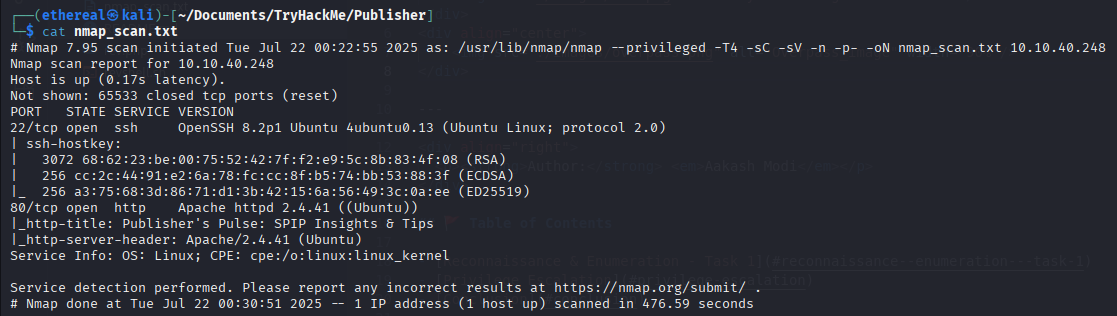 ┌──(ethereal㉿kali)-[~/Documents/TryHackMe/Publisher]
└─$ cat nmap_scan.txt
# Nmap 7.95 scan initiated Tue Jul 22 00:22:55 2025 as: /usr/lib/nmap/nmap --privileged -T4 -sC -sV -n -p- -oN nmap_scan.txt 10.10.40.248
Nmap scan report for 10.10.40.248
Host is up (0.17s latency).
Not shown: 65533 closed tcp ports (reset)
PORT   STATE SERVICE VERSION
22/tcp open  ssh     OpenSSH 8.2p1 Ubuntu 4ubuntu0.13 (Ubuntu Linux; protocol 2.0)
| ssh-hostkey:
|   3072 68:62:23:be:00:75:52:42:7f:f2:e9:5c:8b:83:4f:08 (RSA)
|   256 cc:2c:44:91:e2:6a:78:fc:cc:8f:b5:74:bb:53:88:3f (ECDSA)
|_  256 a3:75:68:3d:86:71:d1:3b:42:15:6a:56:49:3c:0a:ee (ED25519)
80/tcp open  http    Apache httpd 2.4.41 ((Ubuntu))
|_http-title: Publisher's Pulse: SPIP Insights & Tips
|_http-server-header: Apache/2.4.41 (Ubuntu)
Service Info: OS: Linux; CPE: cpe:/o:linux:linux_kernel

Service detection performed. Please report any incorrect results at https://nmap.org/submit/ .
# Nmap done at Tue Jul 22 00:30:51 2025 -- 1 IP address (1 host up) scanned in 476.59 seconds